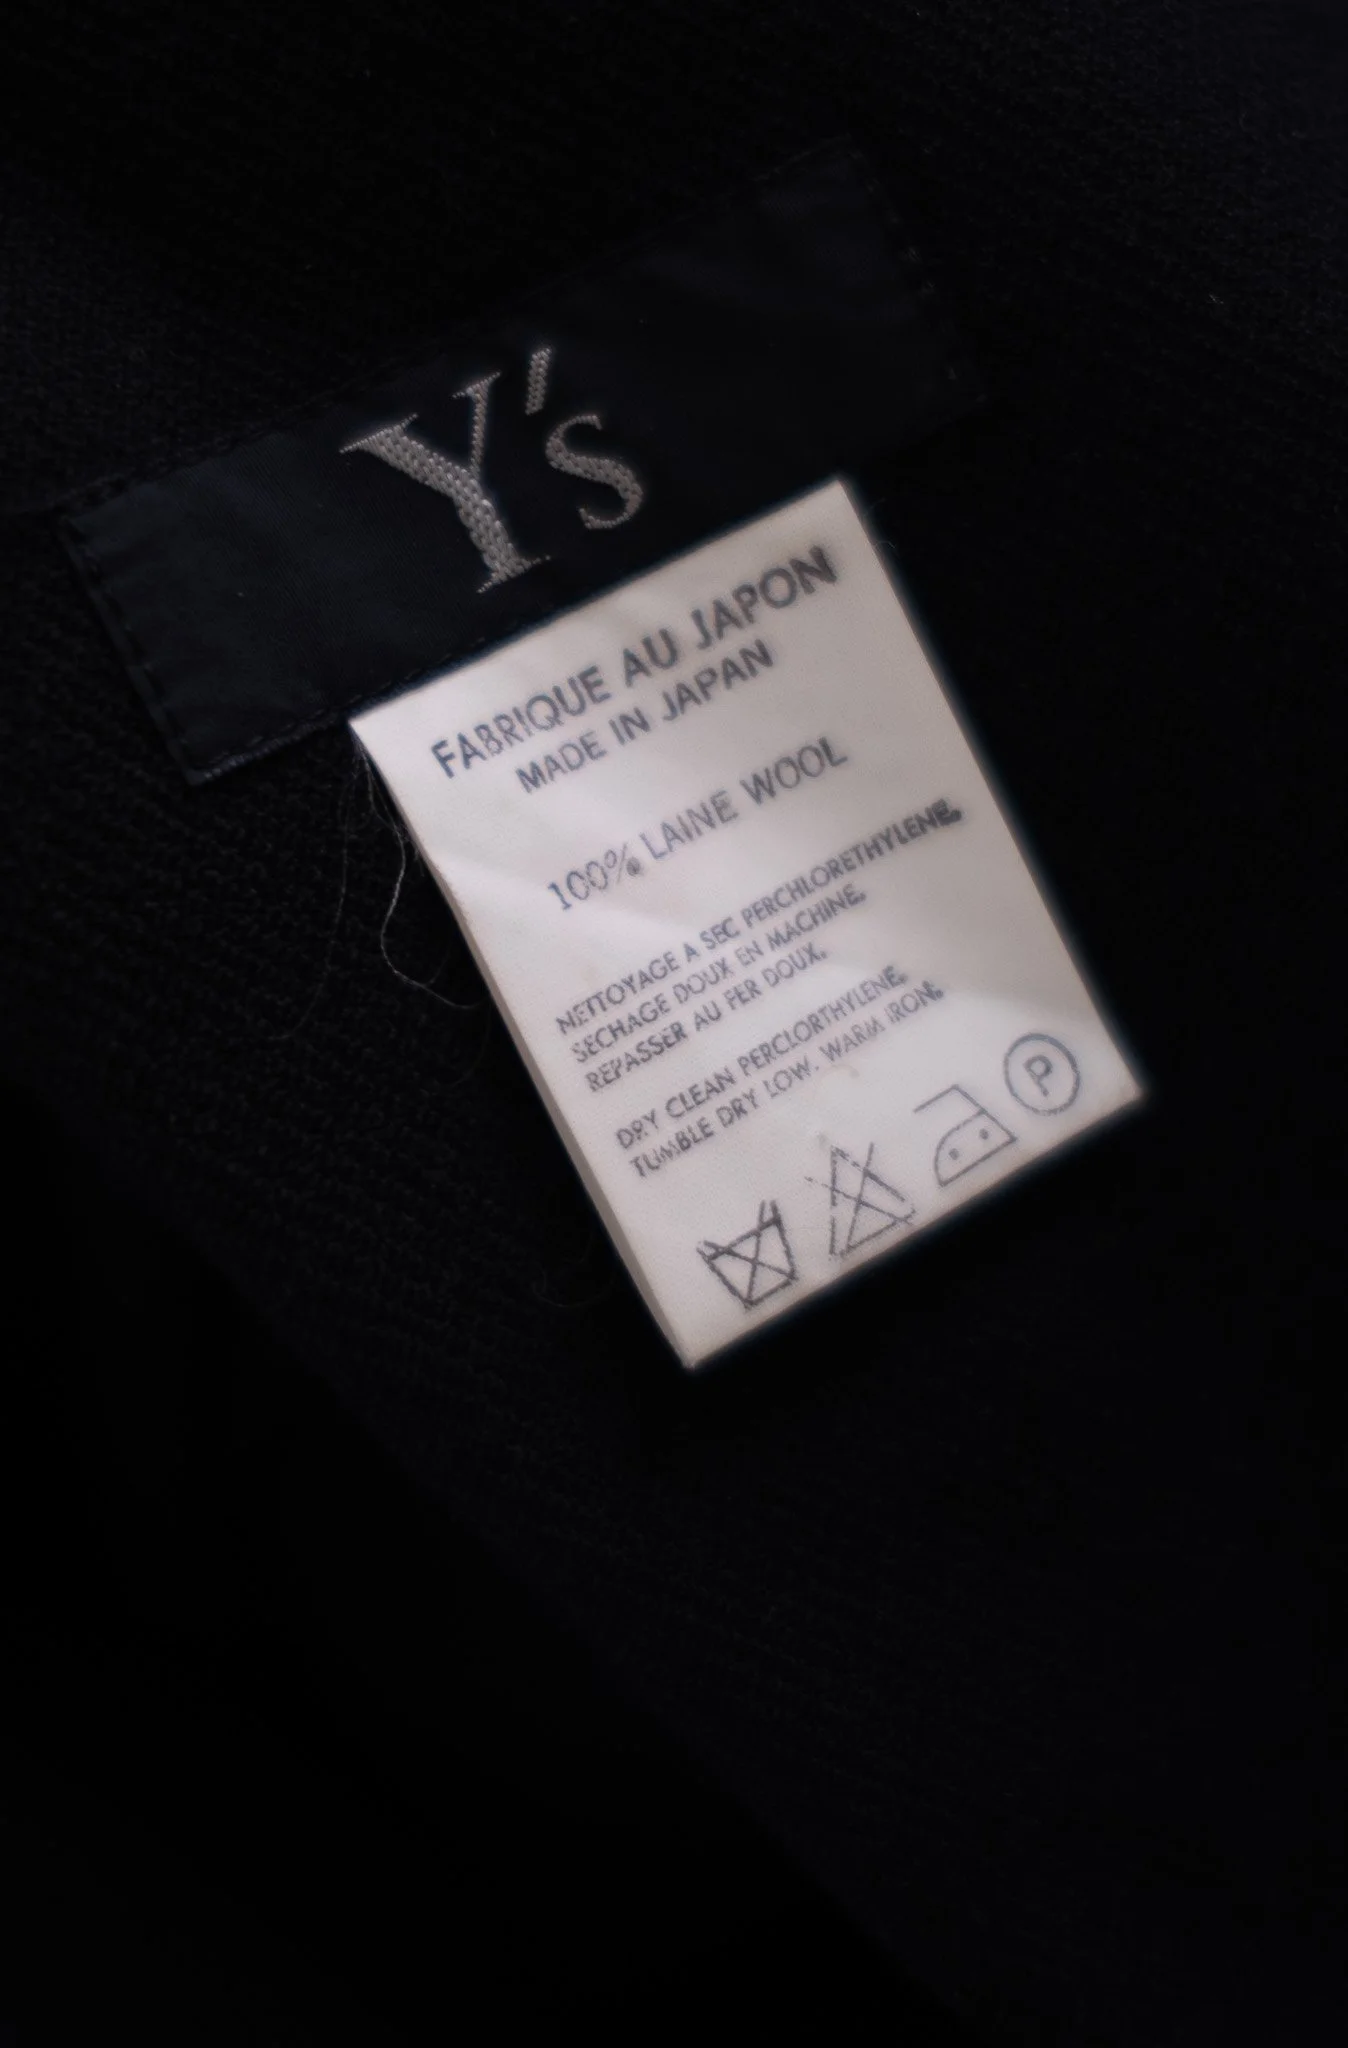 Y's
FABRIQUE AU JAPON
MADE IN JAPAN
100% LAINE WOOL
NETTOYAGE A SEC PERCHLORETHYLENE.
SECHAGE DOUX EN MACHINE.
REPASSER AU FER DOUX.
DRY CLEAN PERCLORTHYLENE.
TUMBLE DRY LOW. WARM IRON.
P